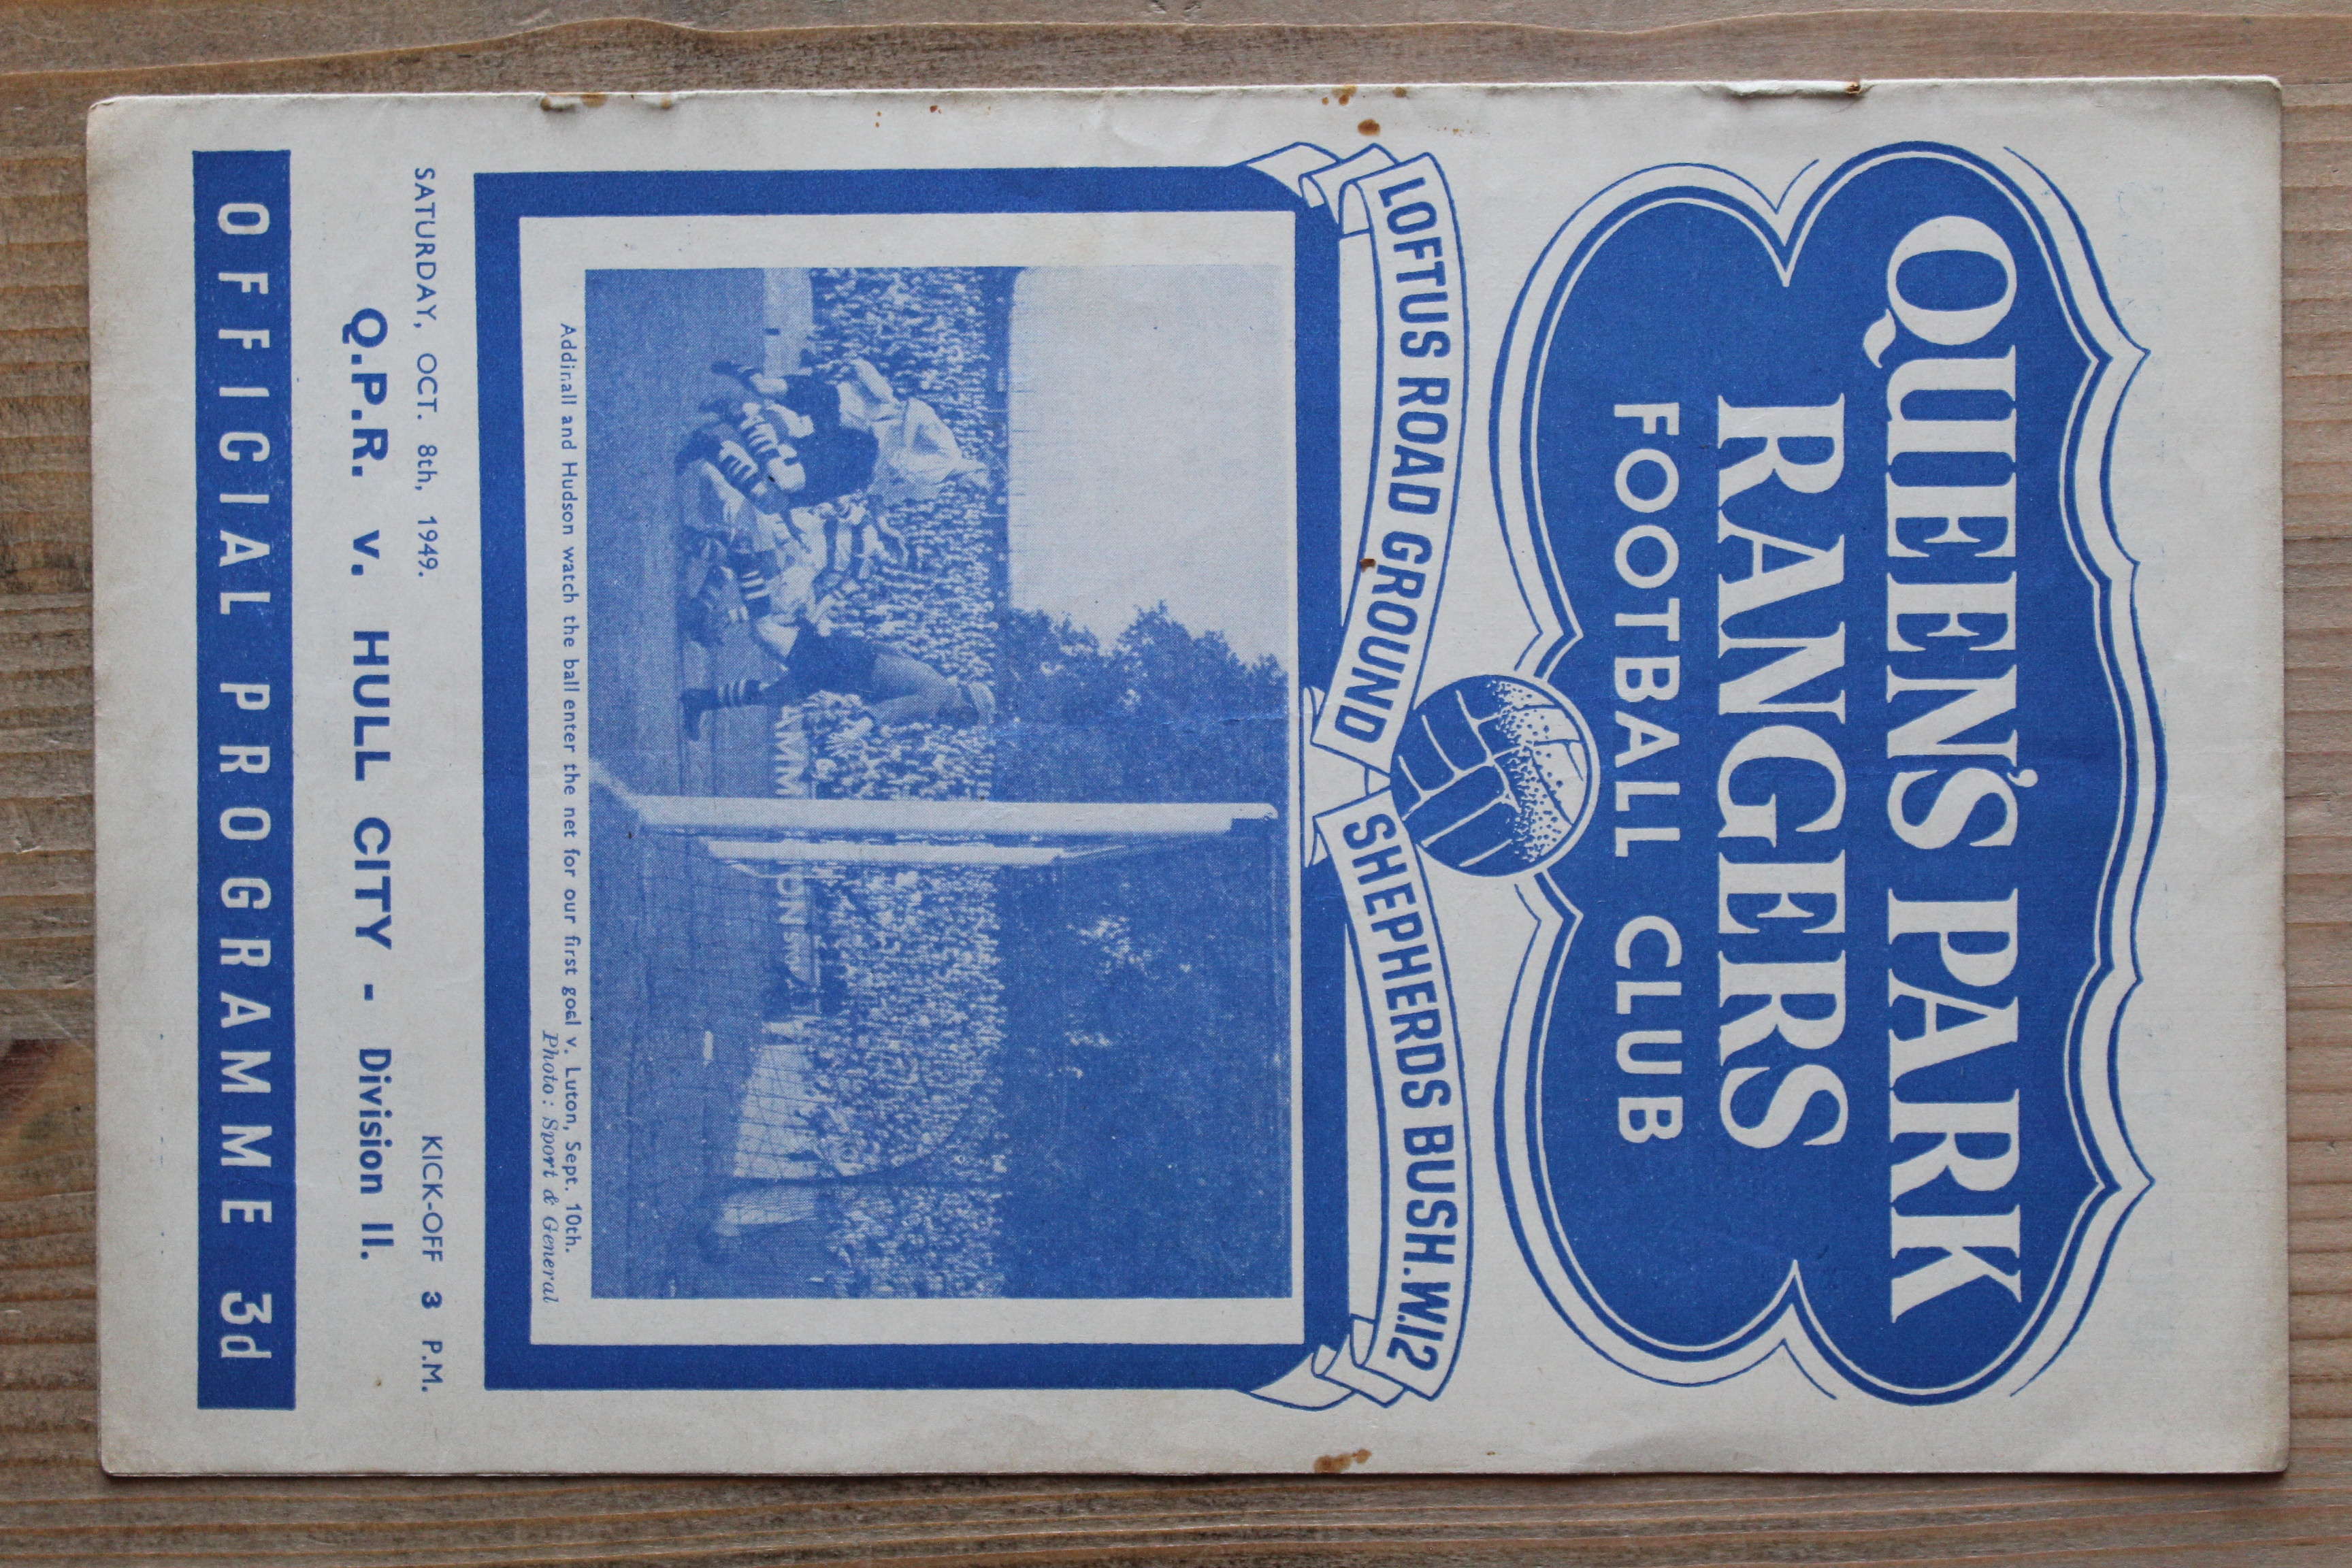 QUEEN'S PARK
RANGERS
FOOTBALL CLUB
LOFTUS ROAD GROUND
SHEPHERDS BUSH.W.12
Addinall and Hudson watch the ball enter the net for our first goal v. Luton, Sept. 10th.
Photo: Sport & General
SATURDAY, OCT. 8th, 1949. KICK-OFF 3 P.M.
Q.P.R. v. HULL CITY - Division II.
OFFICIAL PROGRAMME 3d